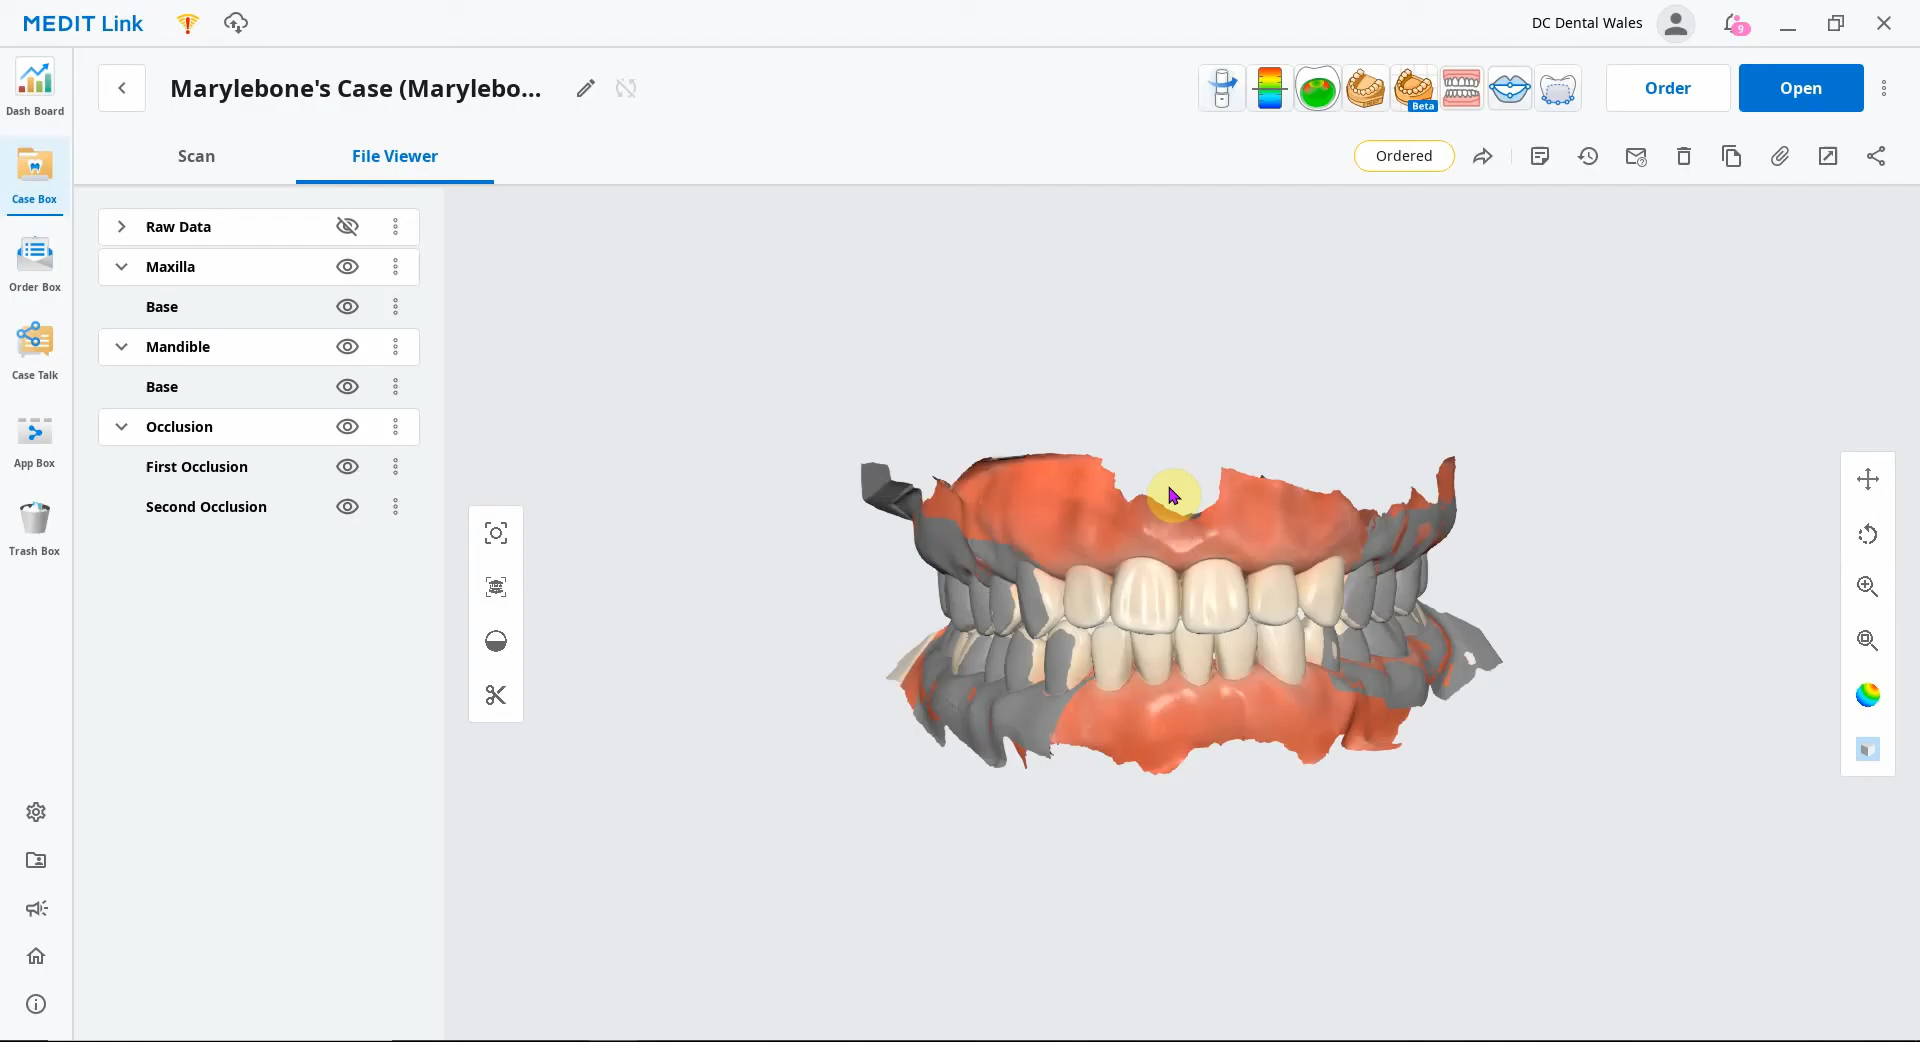 MEDIT Link
DC Dental Wales
9
Dash Board
Marylebone's Case (Marylebo...
Beta
Order
Open
Scan
File Viewer
Ordered
Case Box
Order Box
Case Talk
App Box
Trash Box
Raw Data
Maxilla
Base
Mandible
Base
Occlusion
First Occlusion
Second Occlusion